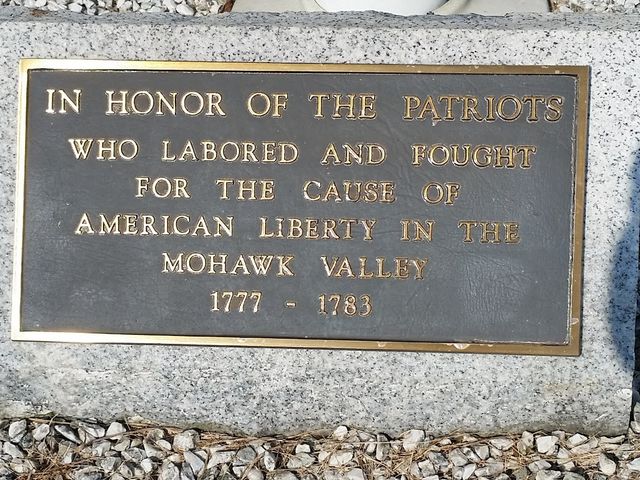 IN HONOR OF THE PATRIOTS
WHO LABORED AND FOUGHT
FOR THE CAUSE OF
AMERICAN LIBERTY IN THE
MOHAWK VALLEY
1777 - 1783